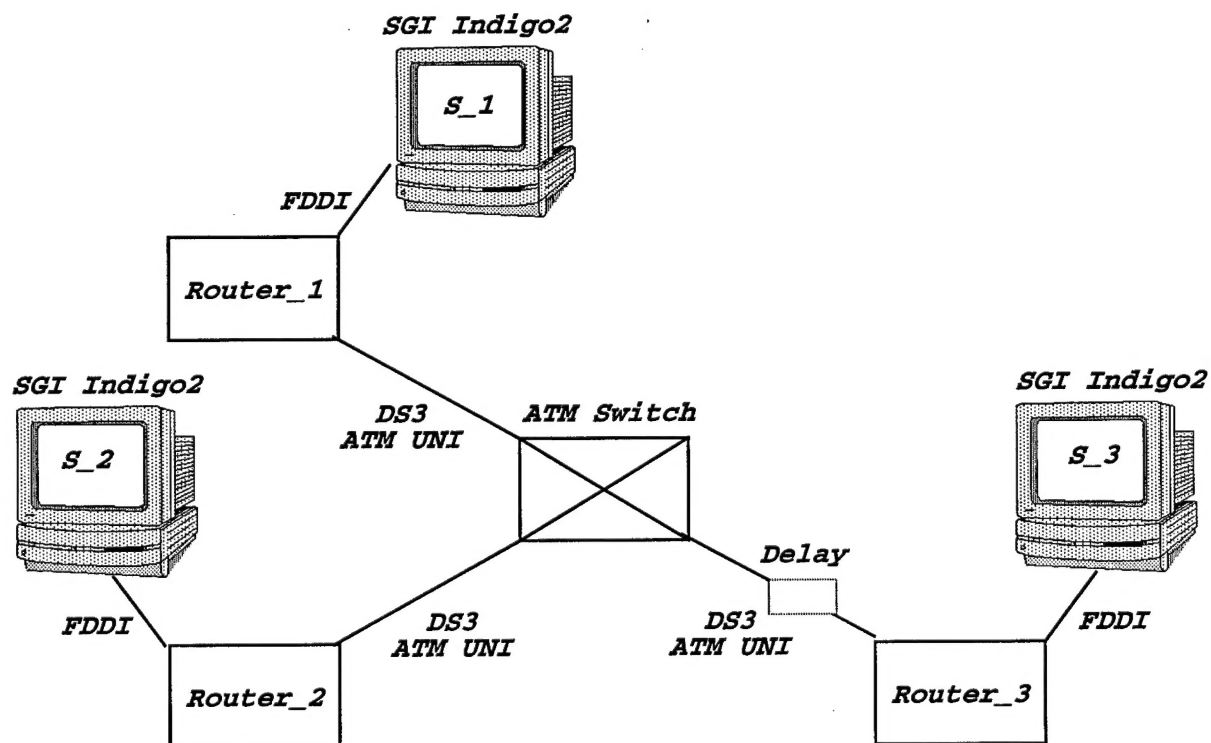 SGI Indigo2
S_1
FDDI
Router_1
SGI Indigo2
S_2
DS3
ATM UNI
ATM Switch
SGI Indigo2
S_3
Delay
FDDI
DS3
ATM UNI
DS3
ATM UNI
FDDI
Router_2
Router_3